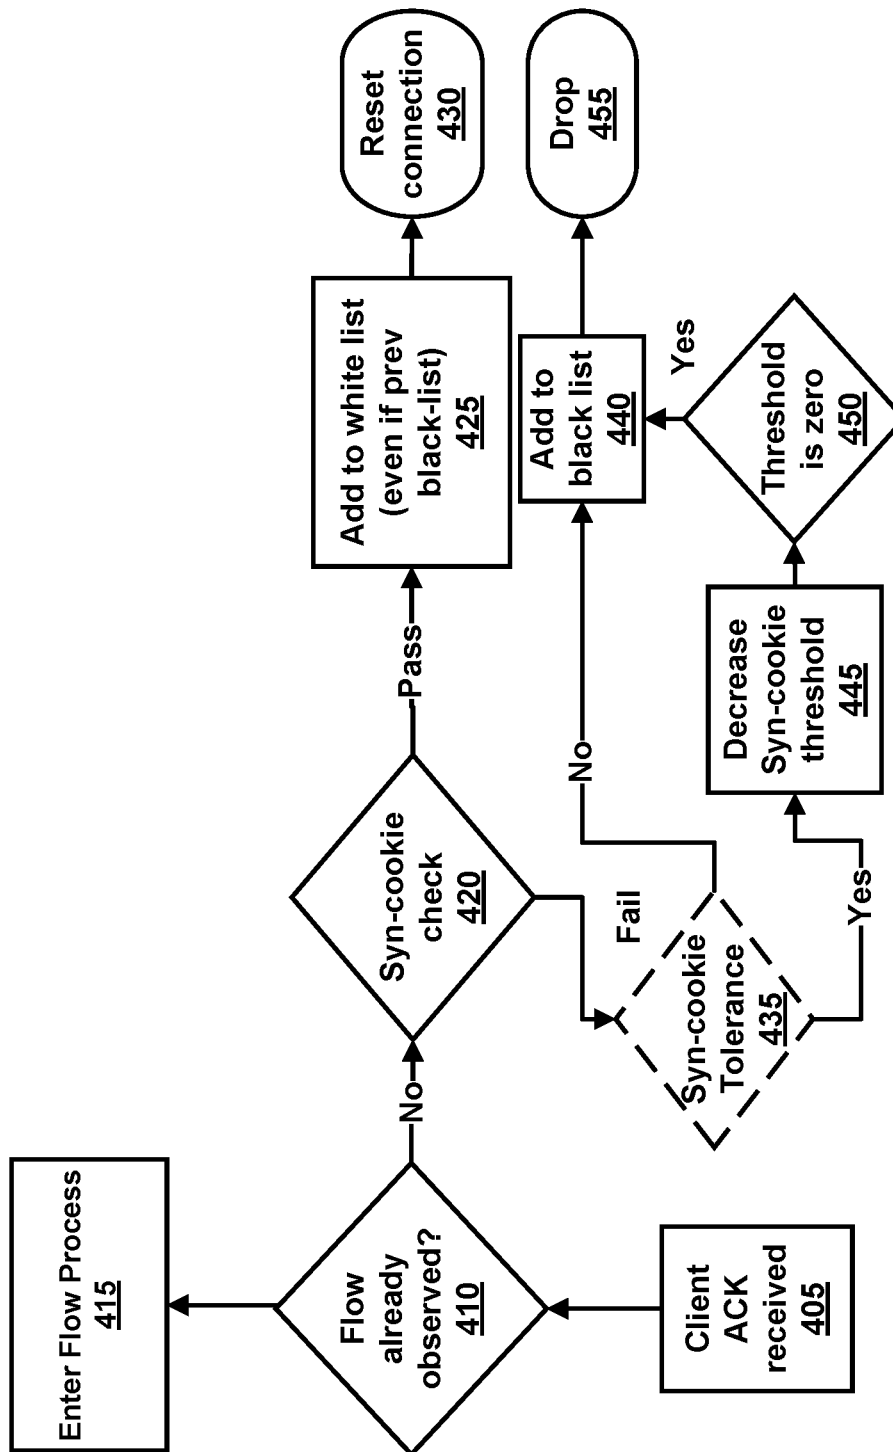 Enter Flow Process
415
Flow
already
observed?
410
Client
ACK
received
405
No
Syn-cookie
check
420
Pass
Fail
Syn-cookie
Tolerance
435
No
Yes
Add to white list
(even if prev
black-list)
425
Add to
black list
440
Decrease
Syn-cookie
threshold
445
Yes
Threshold
is zero
450
Reset
connection
430
Drop
455